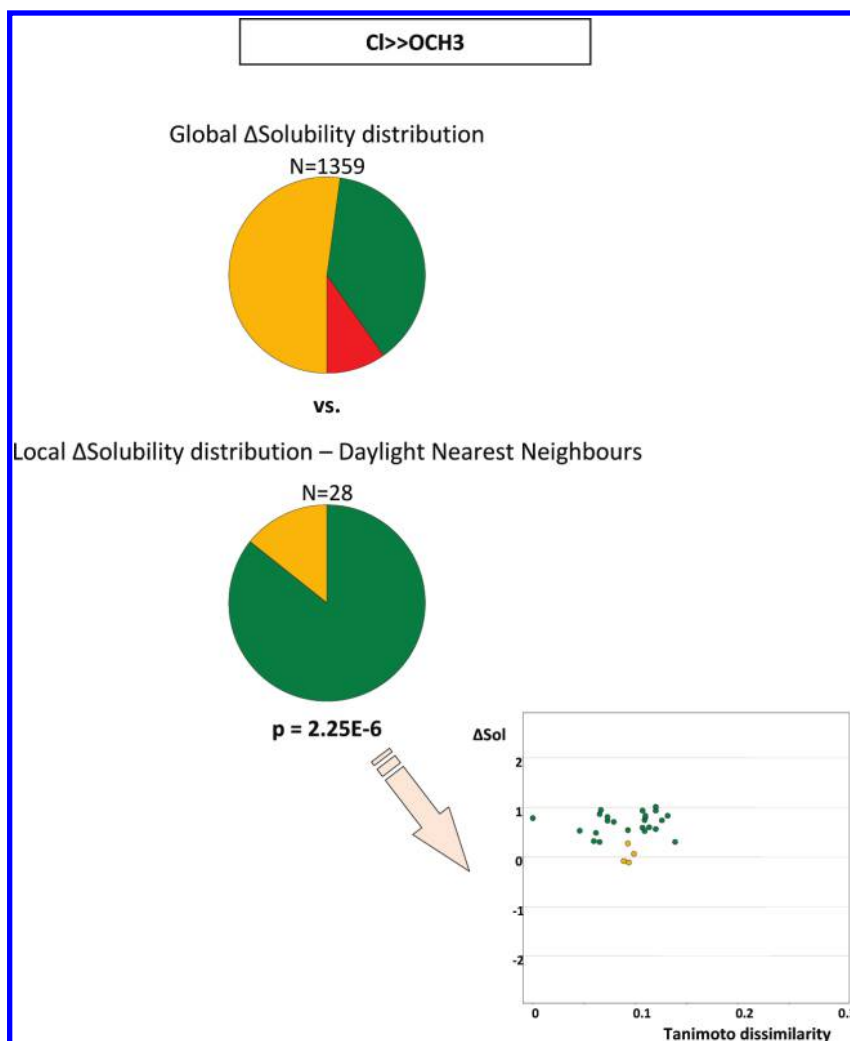 Cl>>OCH3
Global ΔSolubility distribution
N=1359
vs.
Local ΔSolubility distribution – Daylight Nearest Neighbours
N=28
p = 2.25E-6
ΔSol
2
1
0
-1
-2
0
0.1
0.2
Tanimoto dissimilarity